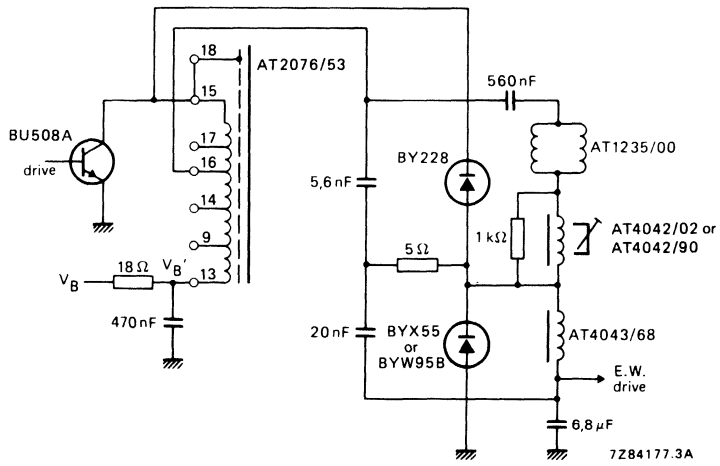 18
AT2076/53
15
560 nF
BU508A
17
AT1235/00
drive
16
BY228
5,6 nF
14
1 kΩ
AT4042/02 or
AT4042/90
9
5 Ω
V_B
18 Ω
V_B'
13
470 nF
20 nF
BYX55
or
BYW95B
AT4043/68
E.W.
drive
6,8 μF
7Z84177.3A